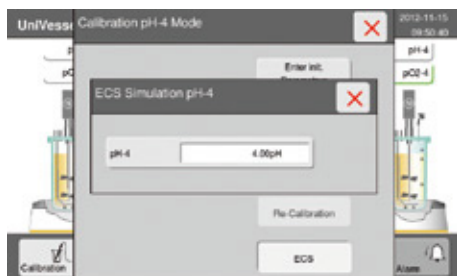 UniVesse
Calibration pH-4 Mode
2012-11-15
09:50:40
pH-4
pO2-4
Enter init.
ECS Simulation pH-4
pH-4
4.00pH
Re-Calibration
ECS
Calibration
Alarm